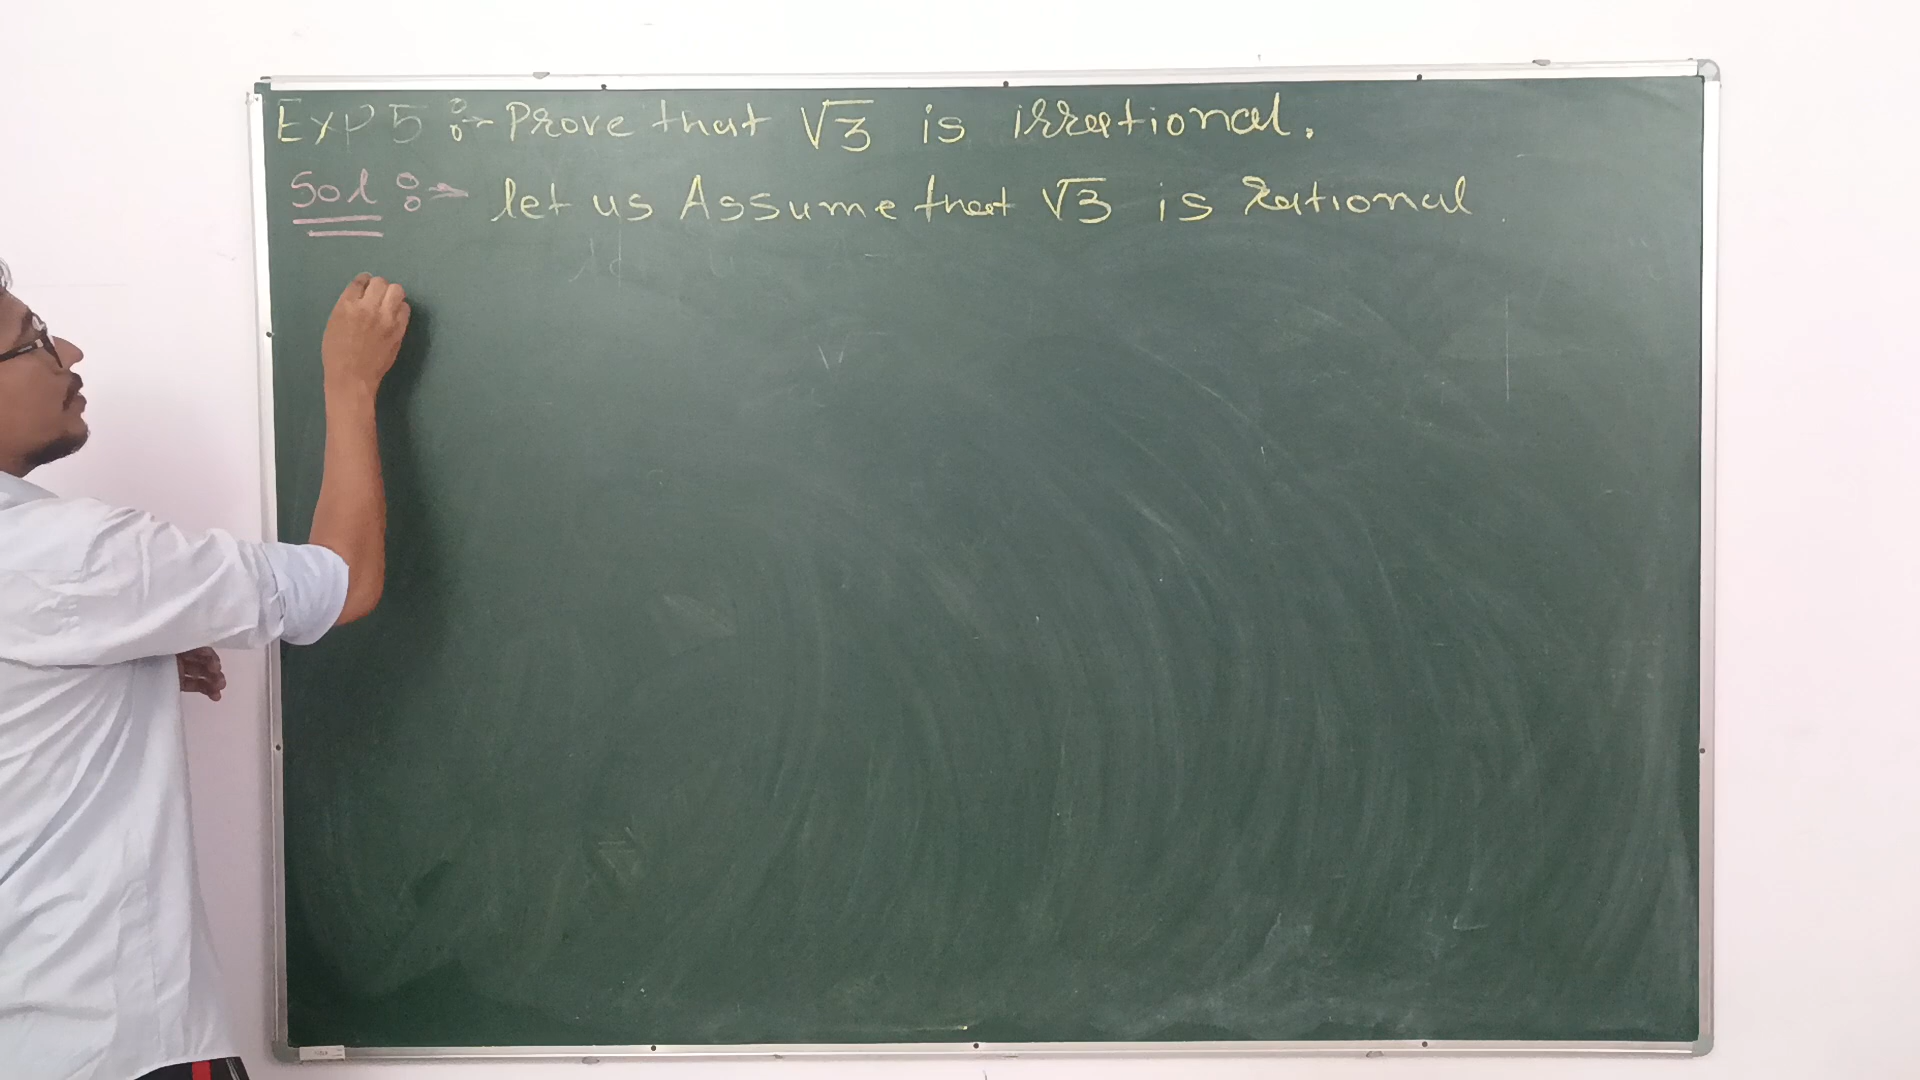 Exp 5 :- Prove that √3 is irrational.
Sol :- let us Assume that √3 is rational